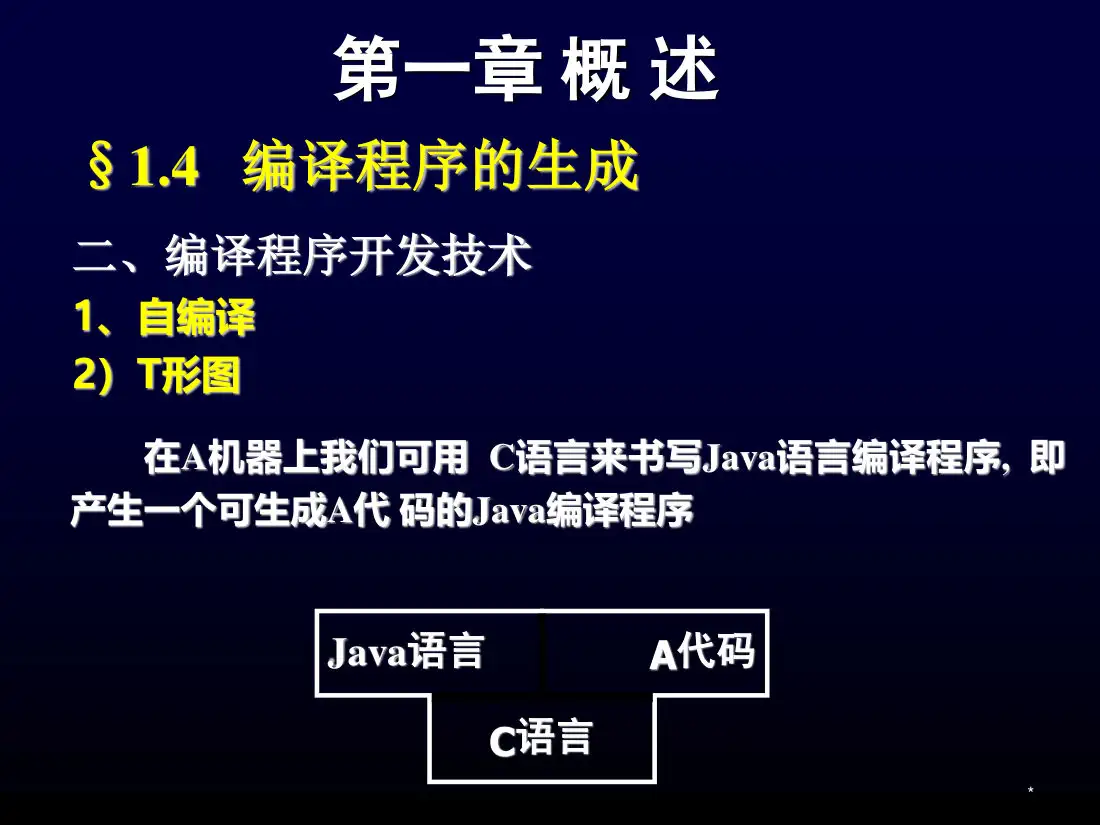 第一章 概 述
§1.4 编译程序的生成
二、编译程序开发技术
1、自编译
2）T形图
在A机器上我们可用 C语言来书写Java语言编译程序, 即
产生一个可生成A代 码的Java编译程序
Java语言 A代码
C语言
*